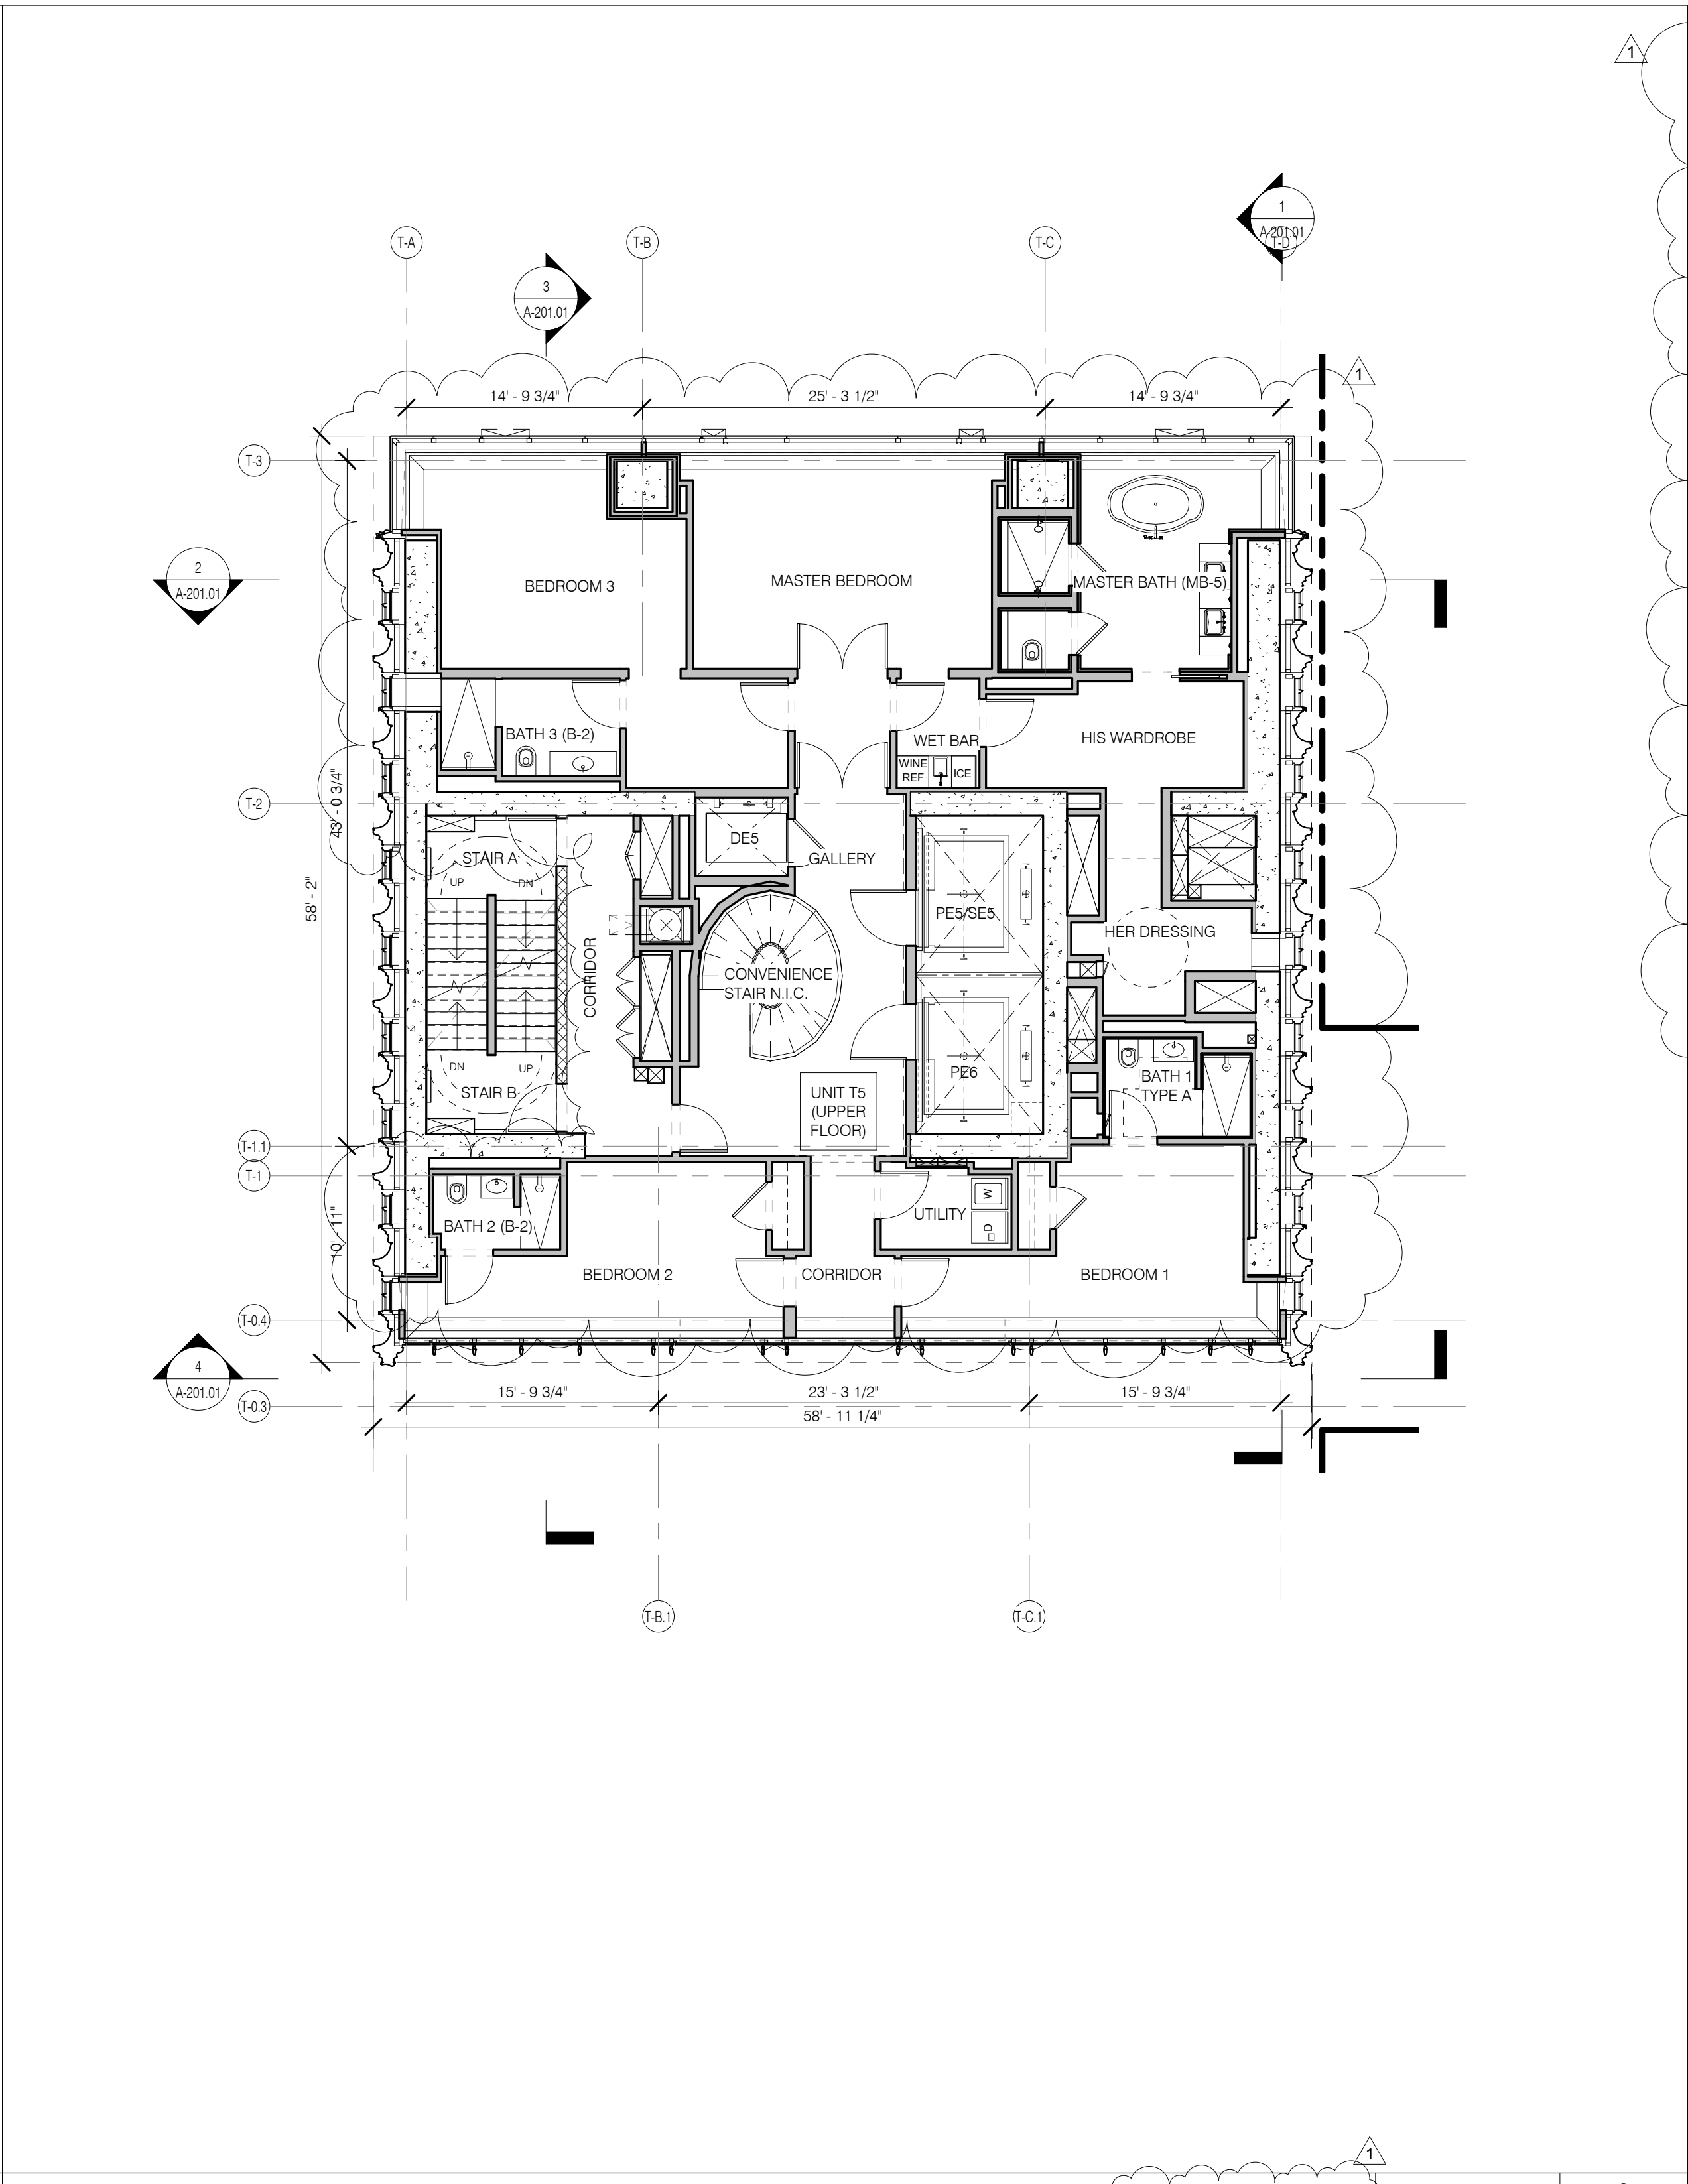 1
1
A-201.01
T-A
T-B
T-C
T-D
3
A-201.01
1
14' - 9 3/4"
25' - 3 1/2"
14' - 9 3/4"
T-3
2
A-201.01
BEDROOM 3
MASTER BEDROOM
MASTER BATH (MB-5)
BATH 3 (B-2)
WET BAR
HIS WARDROBE
WINE
REF
ICE
43' - 0 3/4"
T-2
DE5
STAIR A
GALLERY
UP
DN
58' - 2"
PE5/SE5
HER DRESSING
CORRIDOR
CONVENIENCE
STAIR N.I.C.
DN
UP
PE6
BATH 1
TYPE A
STAIR B
UNIT T5
(UPPER
FLOOR)
T-1.1
T-1
W
10' - 11"
BATH 2 (B-2)
UTILITY
D
BEDROOM 2
CORRIDOR
BEDROOM 1
T-0.4
4
A-201.01
15' - 9 3/4"
23' - 3 1/2"
15' - 9 3/4"
T-0.3
58' - 11 1/4"
T-B.1
T-C.1
1